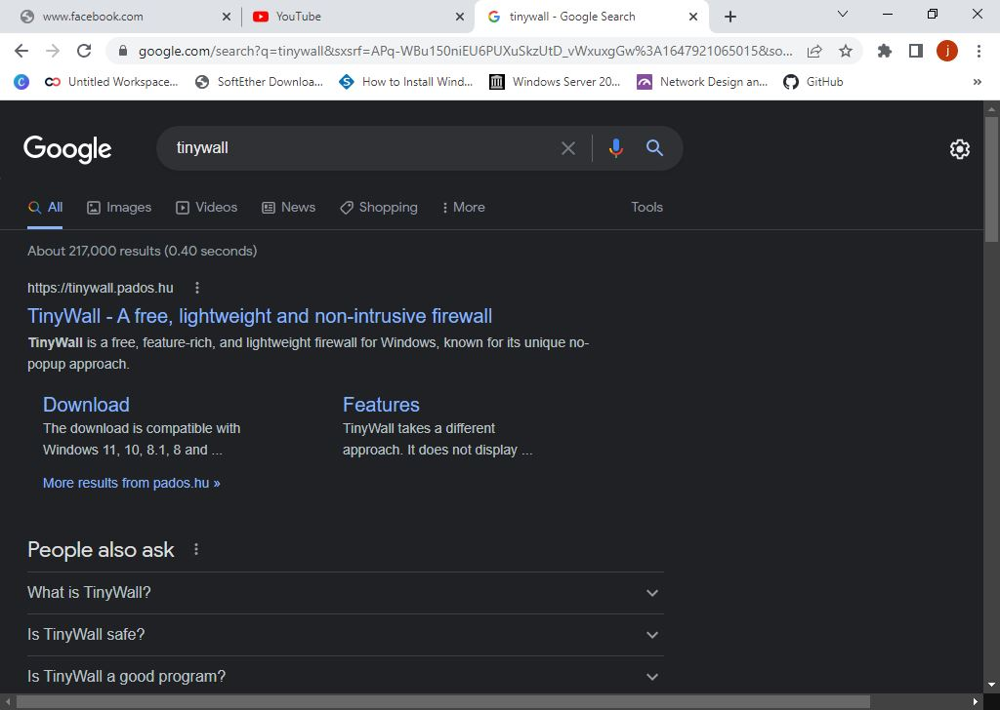 www.facebook.com
YouTube
tinywall - Google Search
google.com/search?q=tinywall&sxsrf=APq-WBu150niEU6PUXuSkzUtD_vWxuxgGw%3A1647921065015&so...
j
C
Untitled Workspace...
SoftEther Downloa...
S
How to Install Wind...
Windows Server 20...
Network Design an...
GitHub
»
Google
tinywall
All
Images
Videos
News
Shopping
More
Tools
About 217,000 results (0.40 seconds)
https://tinywall.pados.hu
TinyWall - A free, lightweight and non-intrusive firewall
TinyWall is a free, feature-rich, and lightweight firewall for Windows, known for its unique no-
popup approach.
Download
Features
The download is compatible with
Windows 11, 10, 8.1, 8 and ...
TinyWall takes a different
approach. It does not display ...
More results from pados.hu »
People also ask
What is TinyWall?
Is TinyWall safe?
Is TinyWall a good program?